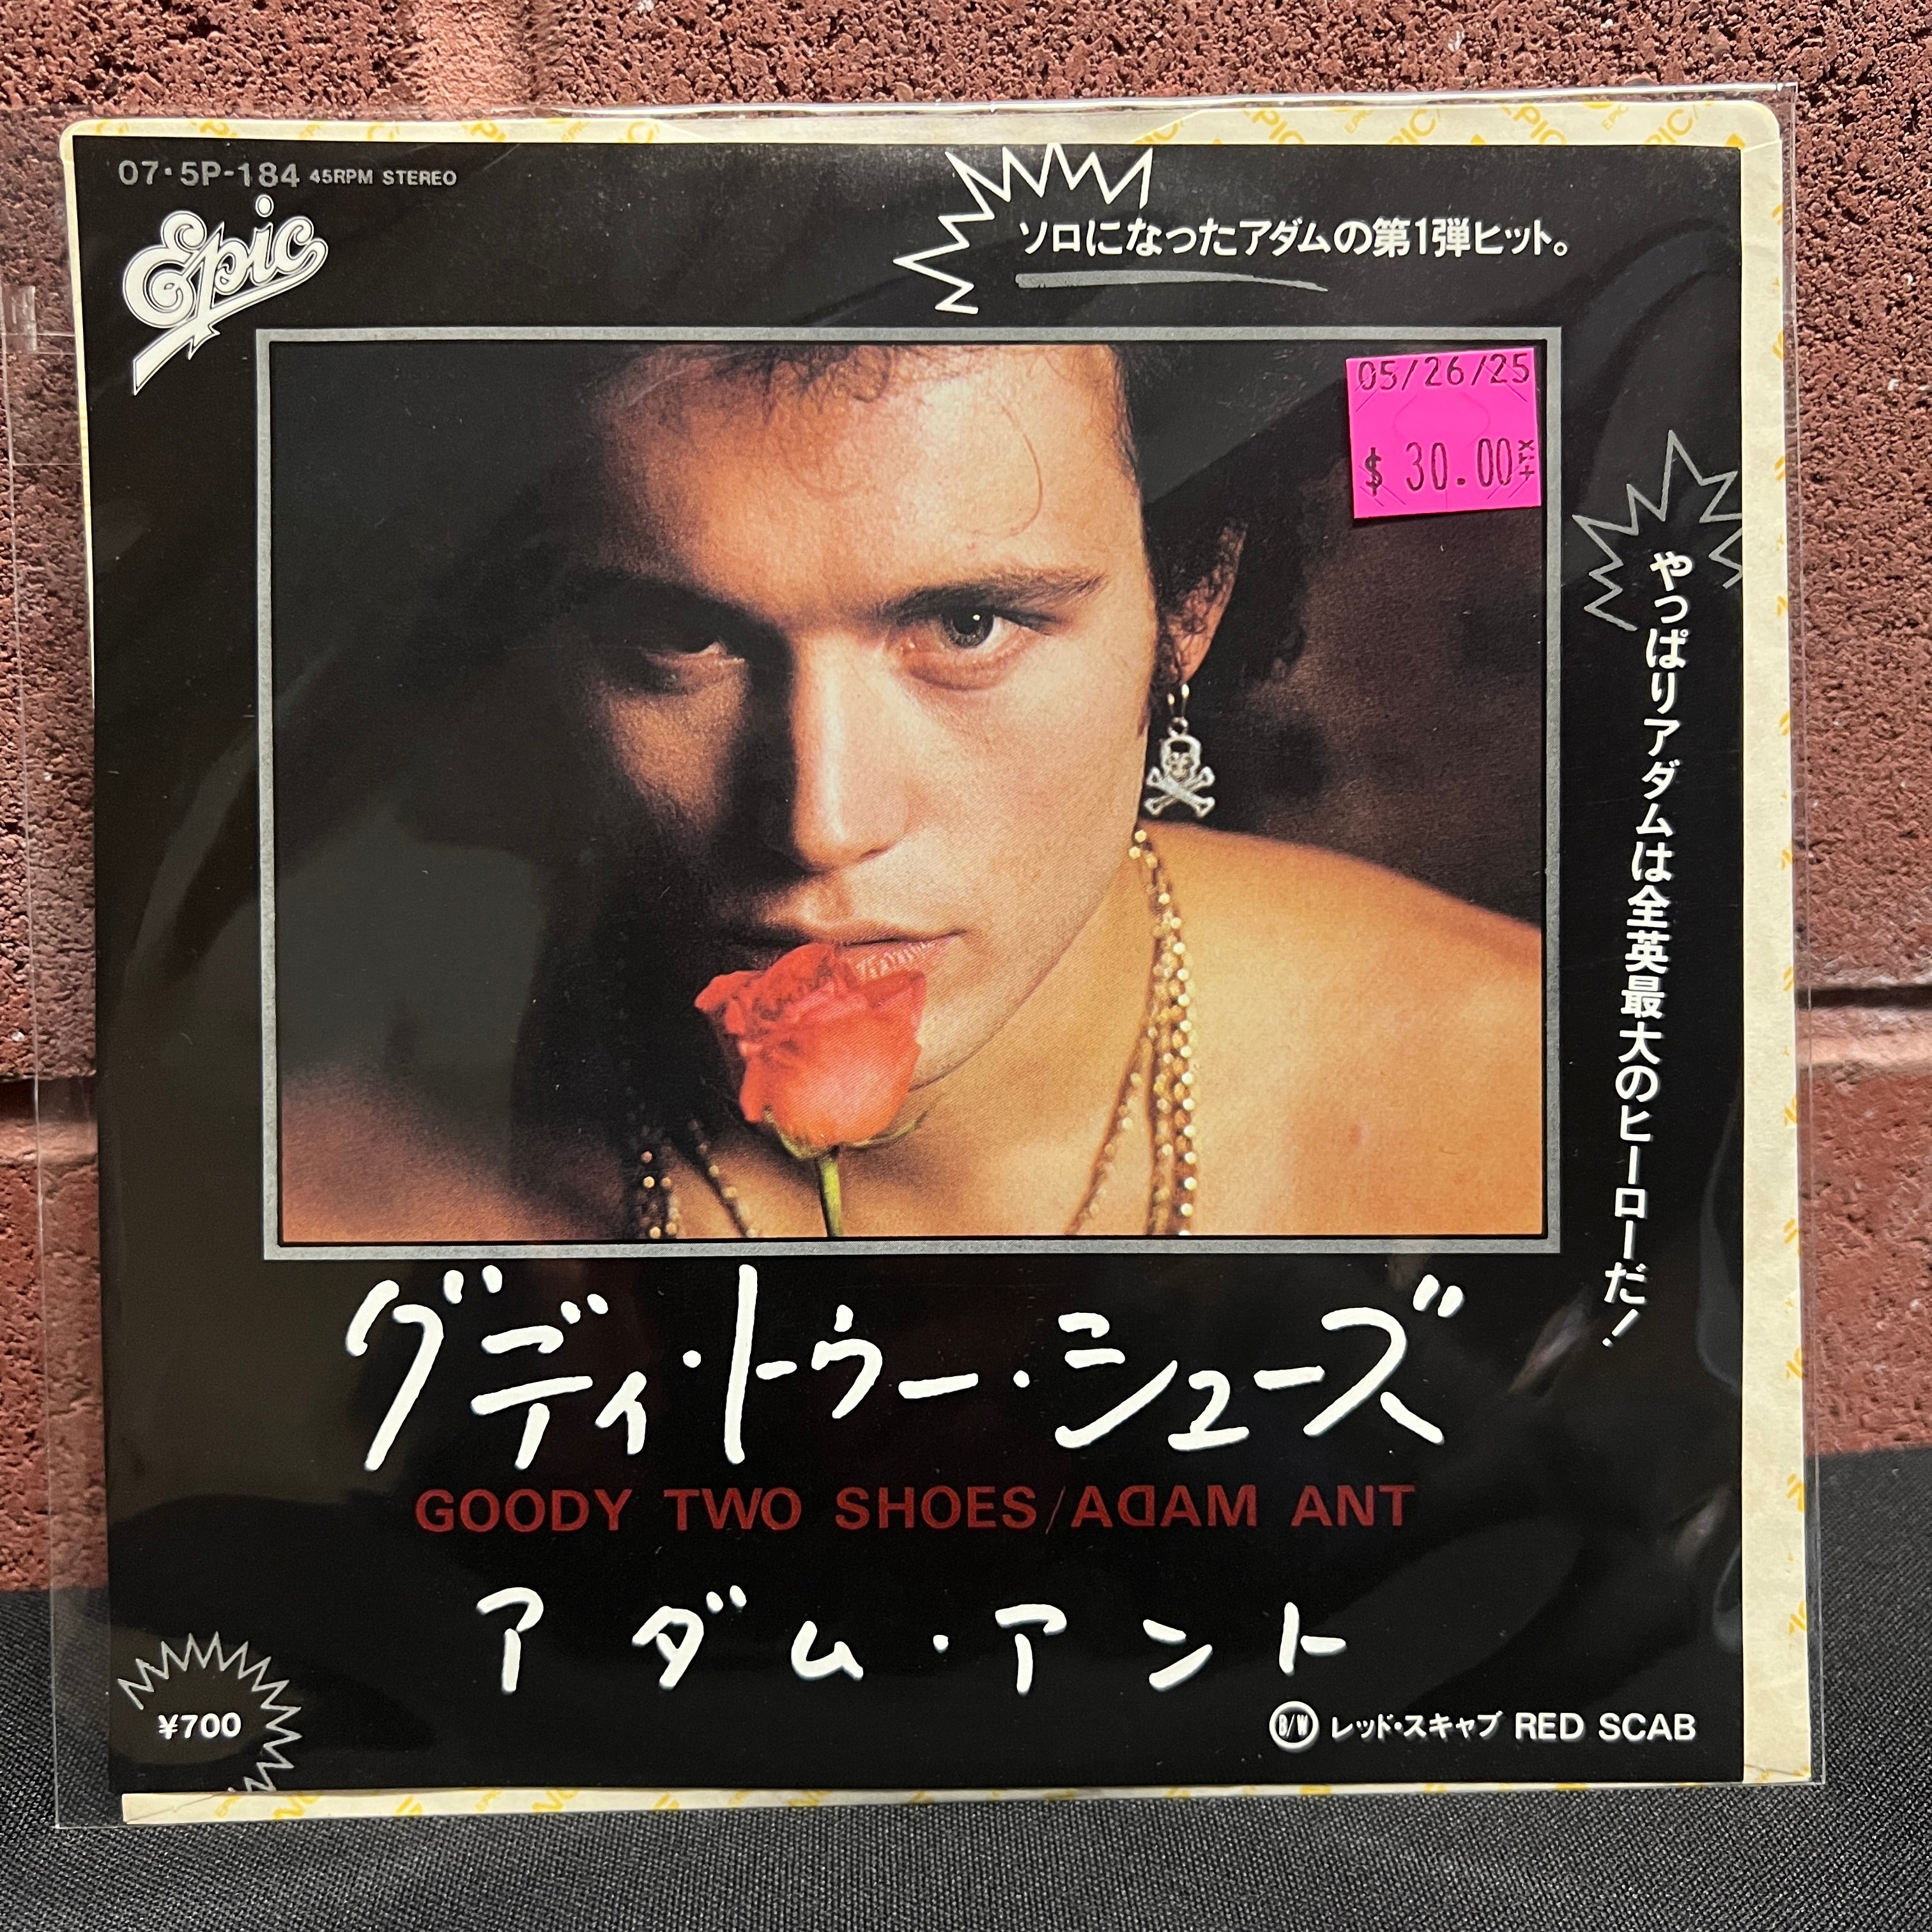 07・5P-184 45RPM STEREO
Epic
ソロになったアダムの第1弾ヒット。
05/26/25
$ 30.00
やっぱりアダムは全英最大のヒーローだ!
グディ・トゥー・シューズ
GOODY TWO SHOES/ADAM ANT
アダム・アント
¥700
B/W レッド・スキャブ RED SCAB